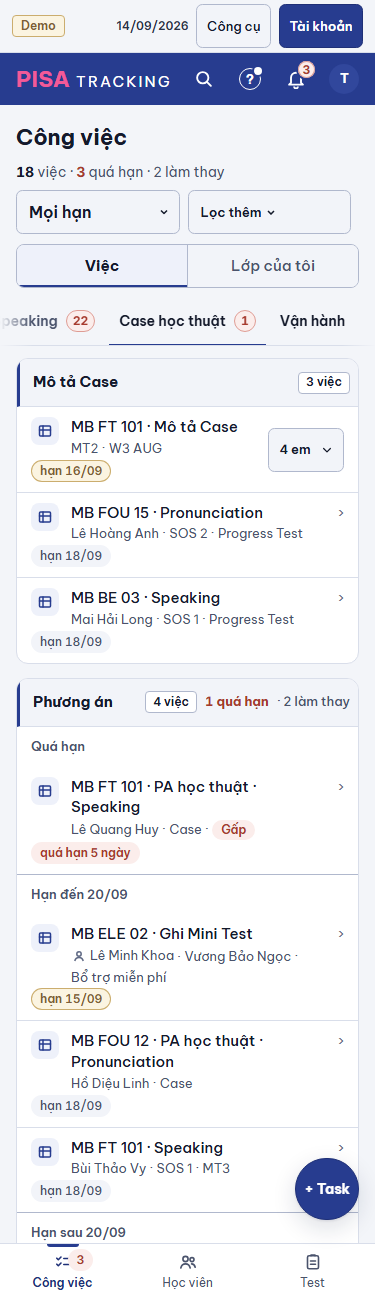 Demo
14/09/2026
Công cụ
Tài khoản
PISA TRACKING
?
3
T
Công việc
18 việc · 3 quá hạn · 2 làm thay
Mọi hạn
Lọc thêm
Việc
Lớp của tôi
peaking 22
Case học thuật 1
Vận hành
Mô tả Case
3 việc
MB FT 101 · Mô tả Case
MT2 · W3 AUG
hạn 16/09
4 em
MB FOU 15 · Pronunciation
Lê Hoàng Anh · SOS 2 · Progress Test
hạn 18/09
MB BE 03 · Speaking
Mai Hải Long · SOS 1 · Progress Test
hạn 18/09
Phương án
4 việc
1 quá hạn · 2 làm thay
Quá hạn
MB FT 101 · PA học thuật ·
Speaking
Lê Quang Huy · Case · Gấp
quá hạn 5 ngày
Hạn đến 20/09
MB ELE 02 · Ghi Mini Test
Lê Minh Khoa · Vương Bảo Ngọc ·
Bổ trợ miễn phí
hạn 15/09
MB FOU 12 · PA học thuật ·
Pronunciation
Hồ Diệu Linh · Case
hạn 18/09
MB FT 101 · Speaking
Bùi Thảo Vy · SOS 1 · MT3
hạn 18/09
+ Task
Hạn sau 20/09
3
Công việc
Học viên
Test